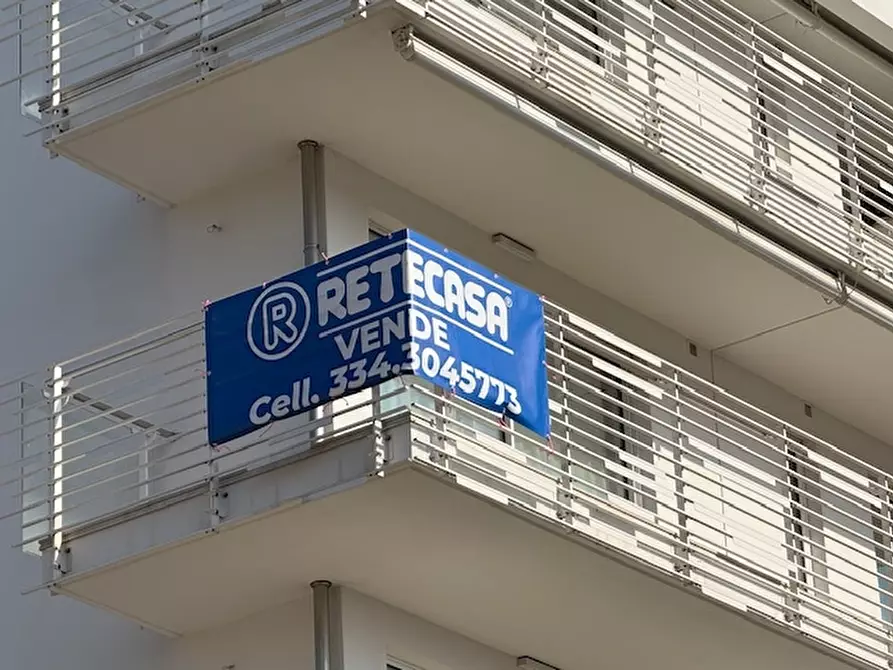 R RETECASA®
VENDE
Cell. 334.3045773